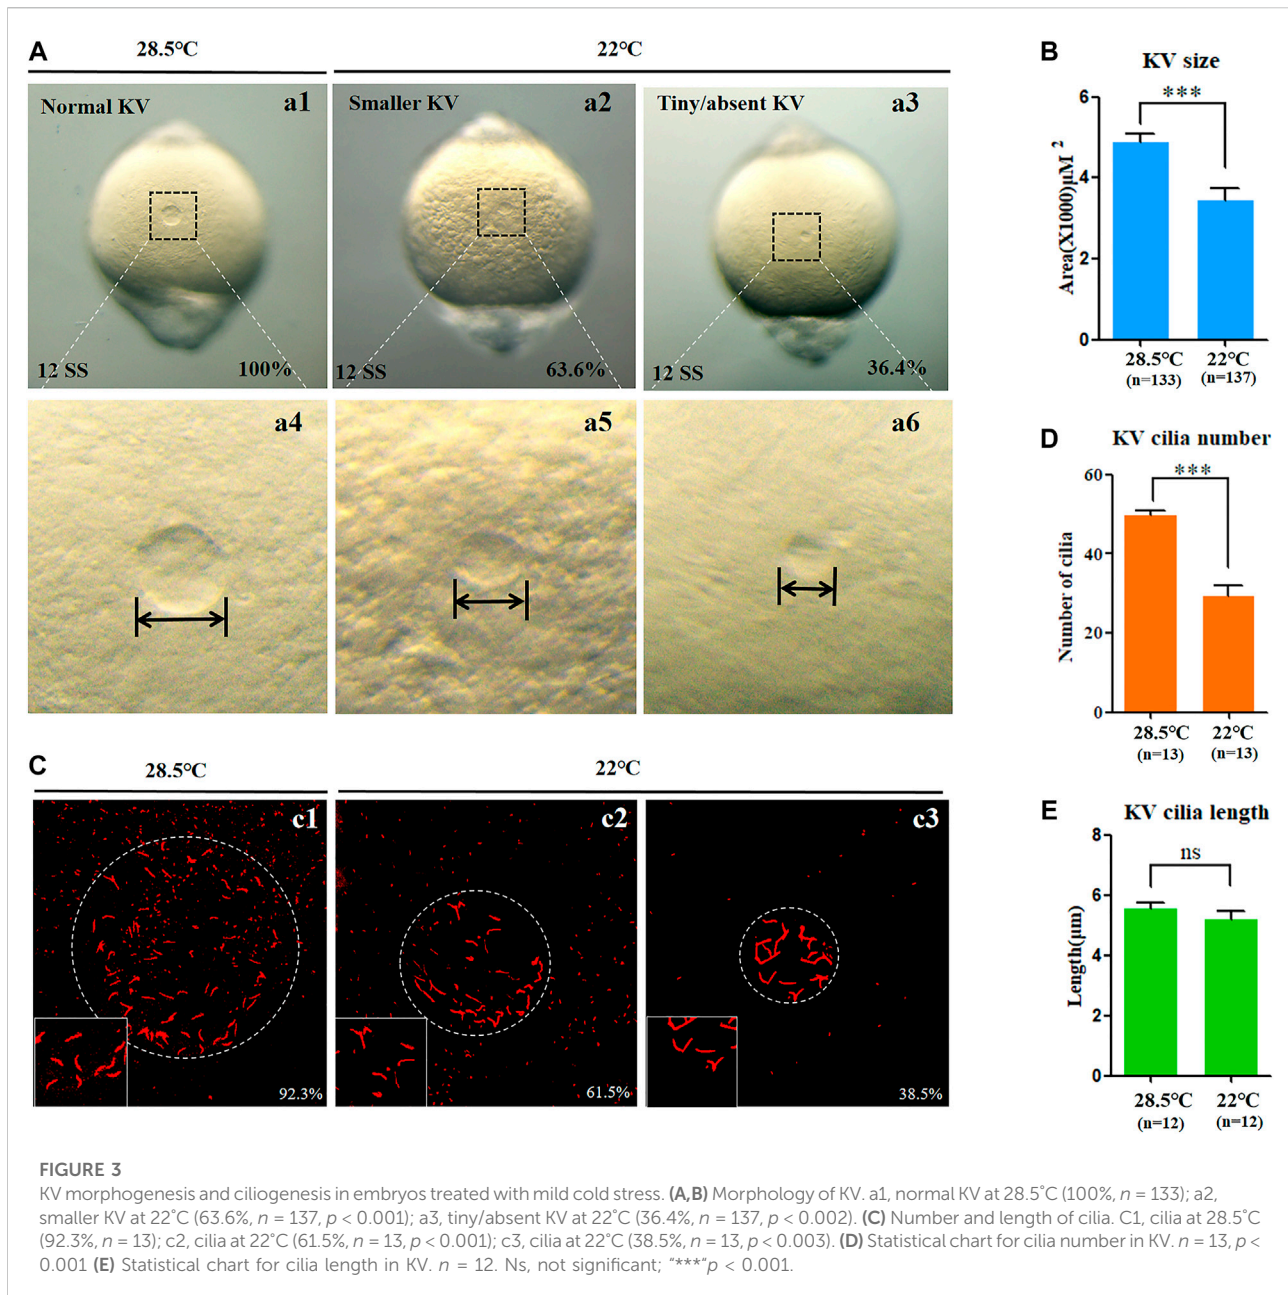 A
28.5°C
22°C
Normal KV
a1
Smaller KV
a2
Tiny/absent KV
a3
12 SS
100%
12 SS
63.6%
12 SS
36.4%
a4
a5
a6
B
KV size
***
Area(X1000)μM²
6
4
2
0
28.5°C
22°C
(n=133)
(n=137)
D
KV cilia number
***
Number of cilia
60
40
20
0
28.5°C
22°C
(n=13)
(n=13)
C
28.5°C
22°C
c1
c2
c3
92.3%
61.5%
38.5%
E
KV cilia length
ns
Length(μm)
8
6
4
2
0
28.5°C
22°C
(n=12)
(n=12)
FIGURE 3
KV morphogenesis and ciliogenesis in embryos treated with mild cold stress. (A,B) Morphology of KV. a1, normal KV at 28.5°C (100%, n = 133); a2,
smaller KV at 22°C (63.6%, n = 137, p < 0.001); a3, tiny/absent KV at 22°C (36.4%, n = 137, p < 0.002). (C) Number and length of cilia. C1, cilia at 28.5°C
(92.3%, n = 13); c2, cilia at 22°C (61.5%, n = 13, p < 0.001); c3, cilia at 22°C (38.5%, n = 13, p < 0.003). (D) Statistical chart for cilia number in KV. n = 13, p <
0.001 (E) Statistical chart for cilia length in KV. n = 12. Ns, not significant; "***"p < 0.001.